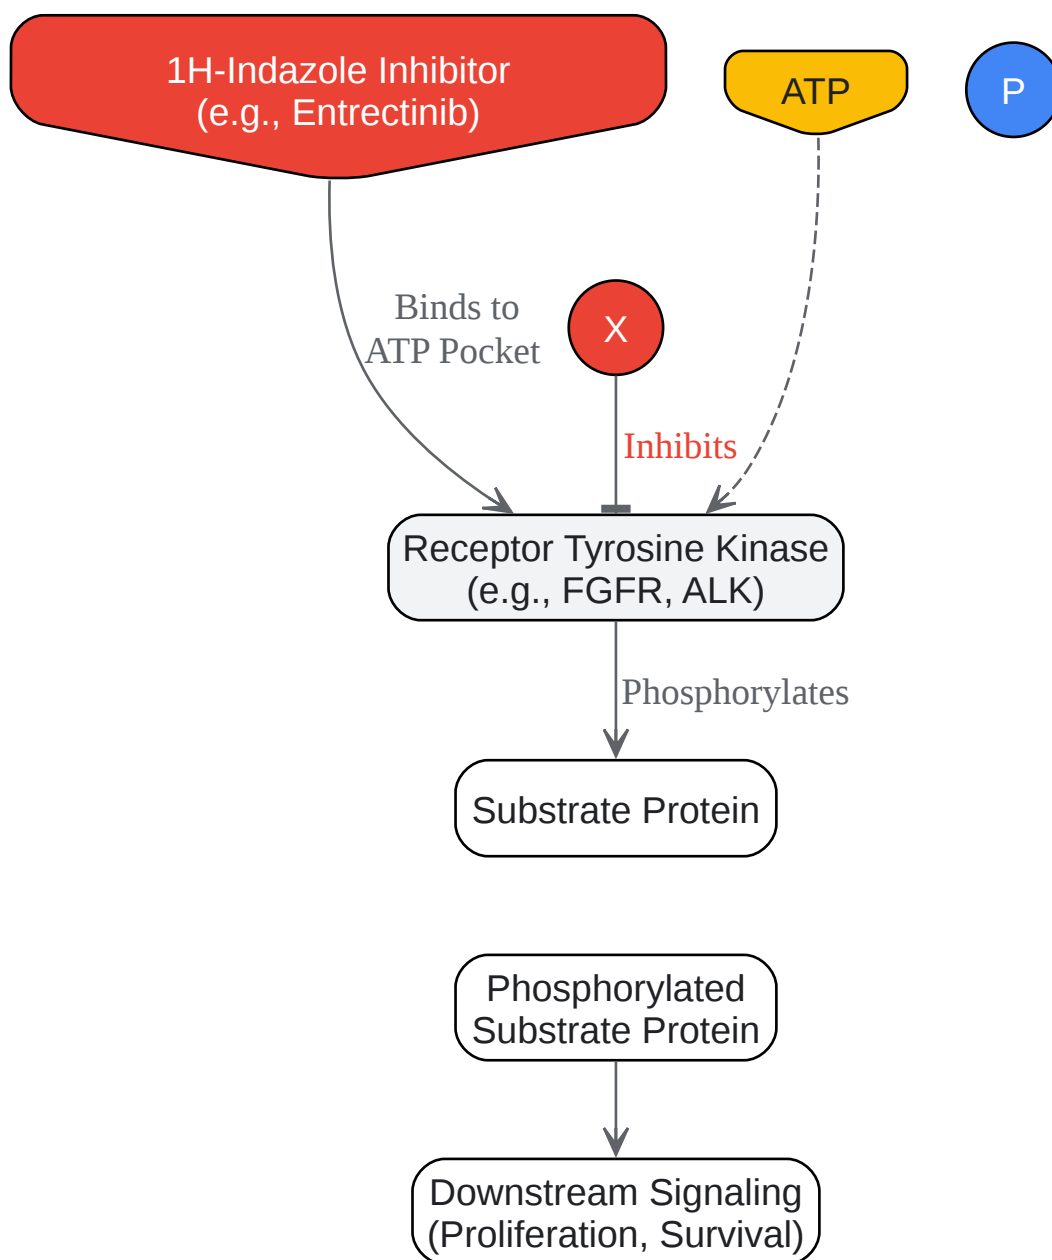 1H-Indazole Inhibitor
(e.g., Entrectinib)
ATP
P
Binds to
ATP Pocket
X
Inhibits
Receptor Tyrosine Kinase
(e.g., FGFR, ALK)
Phosphorylates
Substrate Protein
Phosphorylated
Substrate Protein
Downstream Signaling
(Proliferation, Survival)